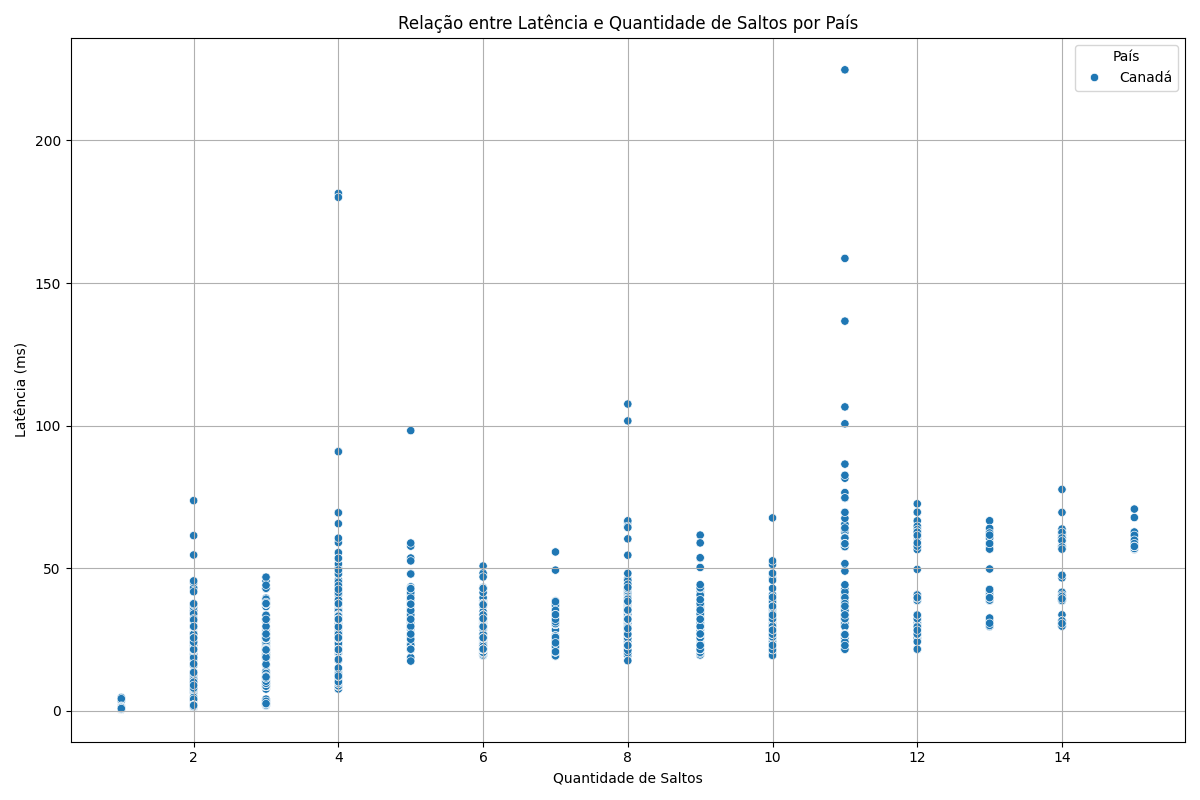 Relação entre Latência e Quantidade de Saltos por País
País
Canadá
Latência (ms)
200
150
100
50
0
2 4 6 8 10 12 14
Quantidade de Saltos